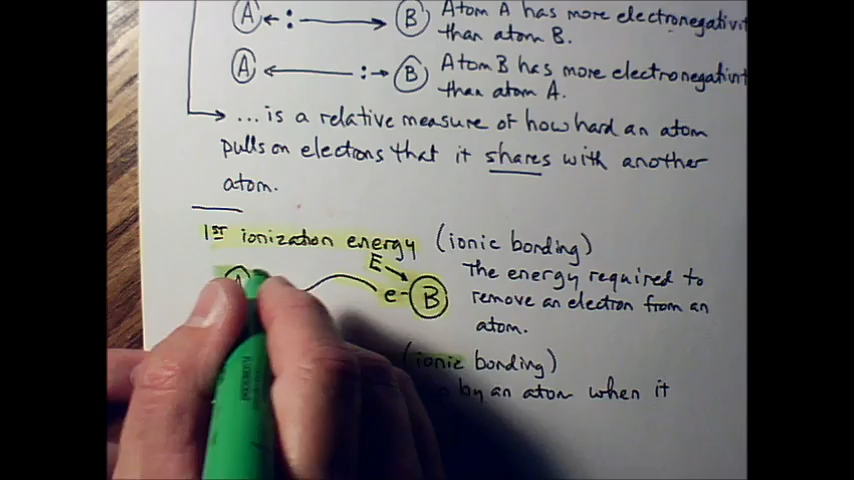 A ← : → B Atom A has more electronegativit
than atom B.
A ← : → B Atom B has more electronegativit
than atom A.
... is a relative measure of how hard an atom
pulls on electrons that it shares with another
atom.
1ST ionization energy (ionic bonding)
E
A e- B The energy required to
remove an electron from an
atom.
(ionic bonding)
by an atom when it